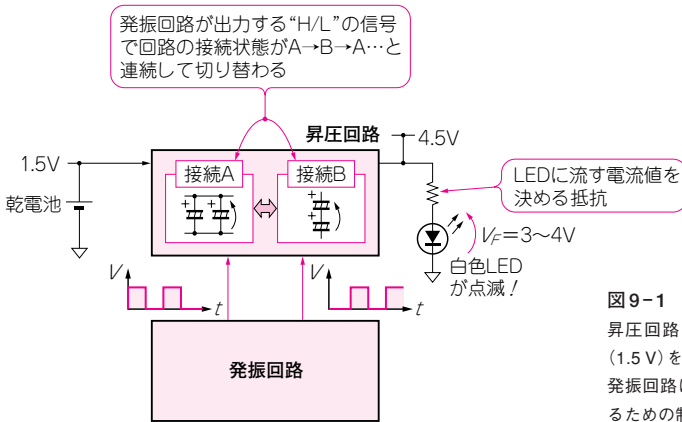 発振回路が出力する“H/L”の信号
で回路の接続状態がA→B→A…と
連続して切り替わる
昇圧回路
4.5V
1.5V
乾電池
接続A
接続B
+
+
+
+
LEDに流す電流値を
決める抵抗
VF=3〜4V
白色LED
が点滅!
V
t
V
t
発振回路
図9-1
昇圧回路
(1.5 V)を
発振回路に
るための